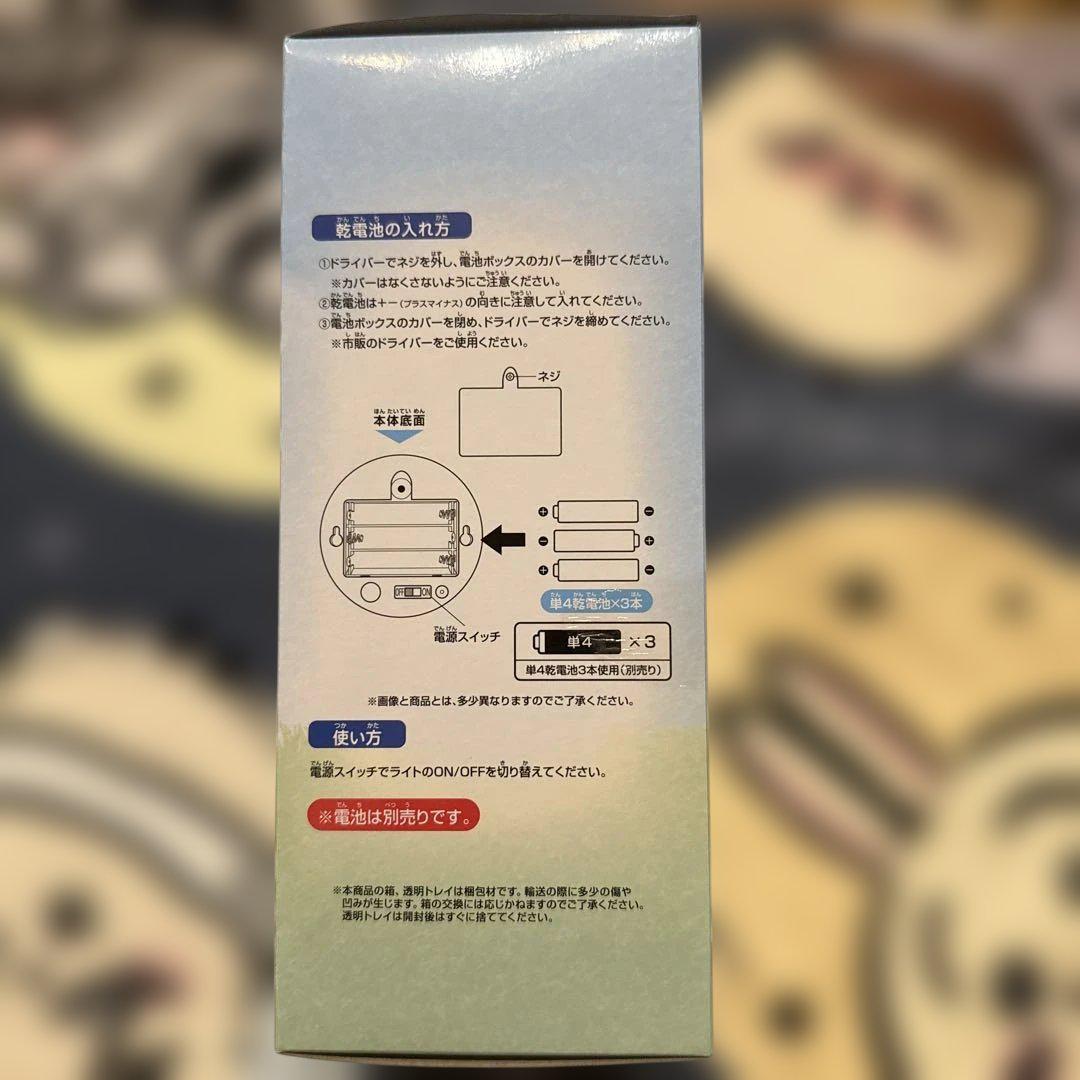 乾電池の入れ方
①ドライバーでネジを外し、電池ボックスのカバーを開けてください。
※カバーはなくさないようにご注意ください。
②乾電池は+−(プラスマイナス)の向きに注意して入れてください。
③電池ボックスのカバーを閉め、ドライバーでネジを締めてください。
※市販のドライバーをご使用ください。
ネジ
本体底面
⊕ ⊖
⊖ ⊕
⊕ ⊖
OFF ON
単4乾電池×3本
電源スイッチ
単4 ×3
単4乾電池3本使用(別売り)
※画像と商品とは、多少異なりますのでご了承ください。
使い方
電源スイッチでライトのON/OFFを切り替えてください。
※電池は別売りです。
※本商品の箱、透明トレイは梱包材です。輸送の際に多少の傷や
凹みが生じます。箱の交換には応じかねますのでご了承ください。
透明トレイは開封後はすぐに捨ててください。